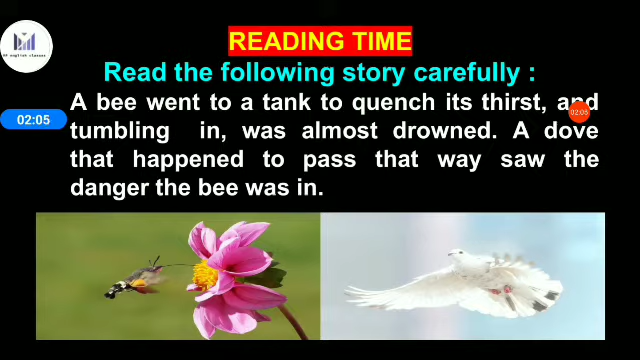 READING TIME
Read the following story carefully :
A bee went to a tank to quench its thirst, and
tumbling in, was almost drowned. A dove
that happened to pass that way saw the
danger the bee was in.
02:05
02:05